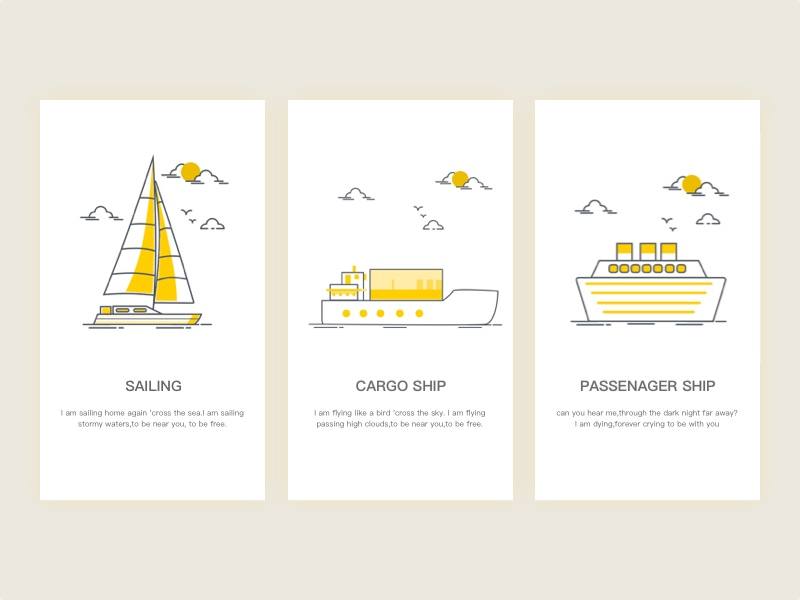 SAILING
I am sailing home again 'cross the sea.I am sailing
stormy waters,to be near you, to be free.
CARGO SHIP
I am flying like a bird 'cross the sky. I am flying
passing high clouds,to be near you,to be free.
PASSENAGER SHIP
can you hear me,through the dark night far away?
I am dying,forever crying to be with you